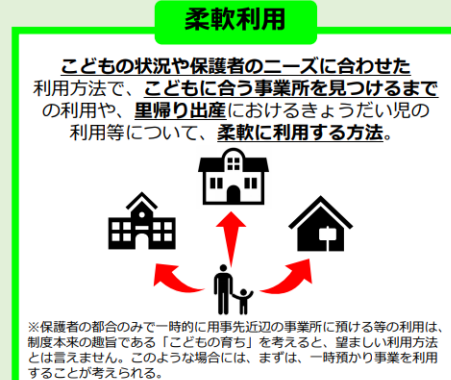 柔軟利用
こどもの状況や保護者のニーズに合わせた
利用方法で、こどもに合う事業所を見つけるまで
の利用や、里帰り出産におけるきょうだい児の
利用等について、柔軟に利用する方法。
※保護者の都合のみで一時的に用事先近辺の事業所に預ける等の利用は、
制度本来の趣旨である「こどもの育ち」を考えると、望ましい利用方法
とは言えません。このような場合には、まずは、一時預かり事業を利用
することが考えられる。